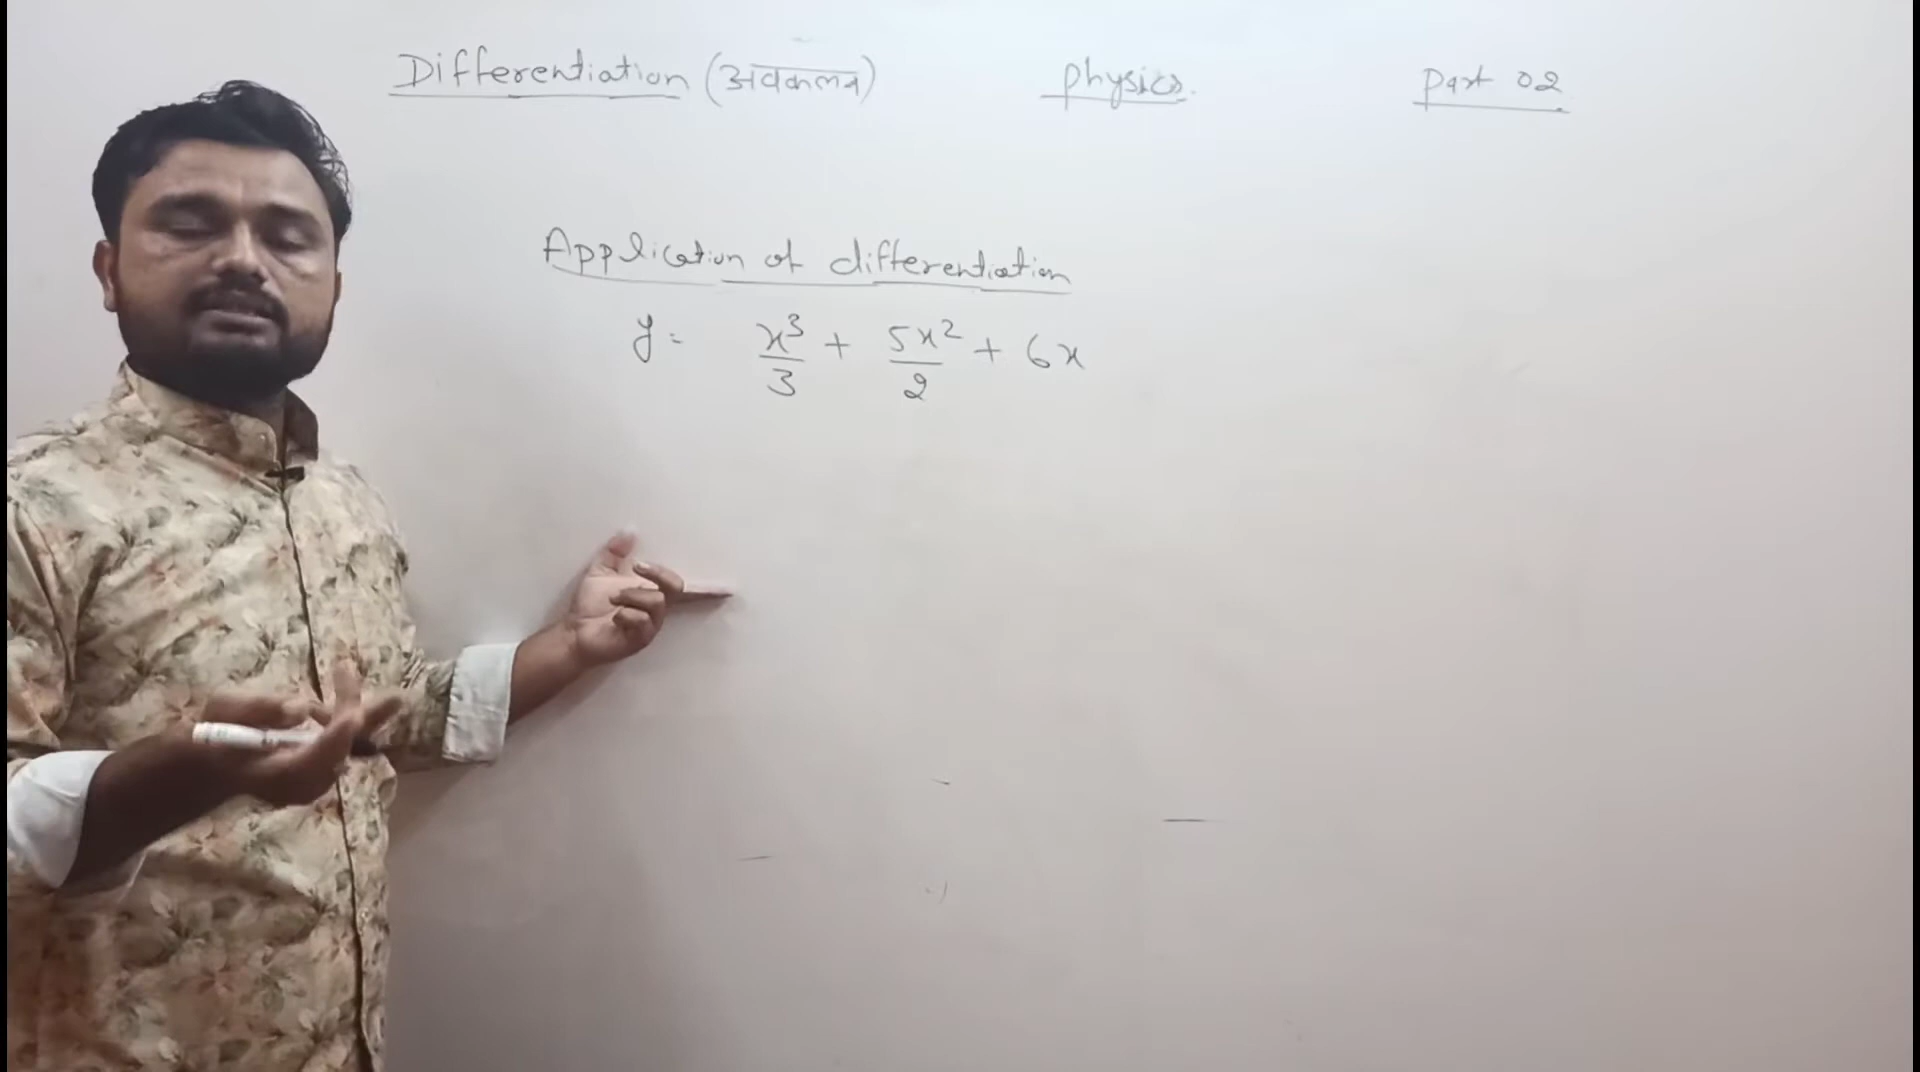 Differentiation (अवकलन) physics. Part 02
Application of differentiation
y = x³/3 + 5x²/2 + 6x